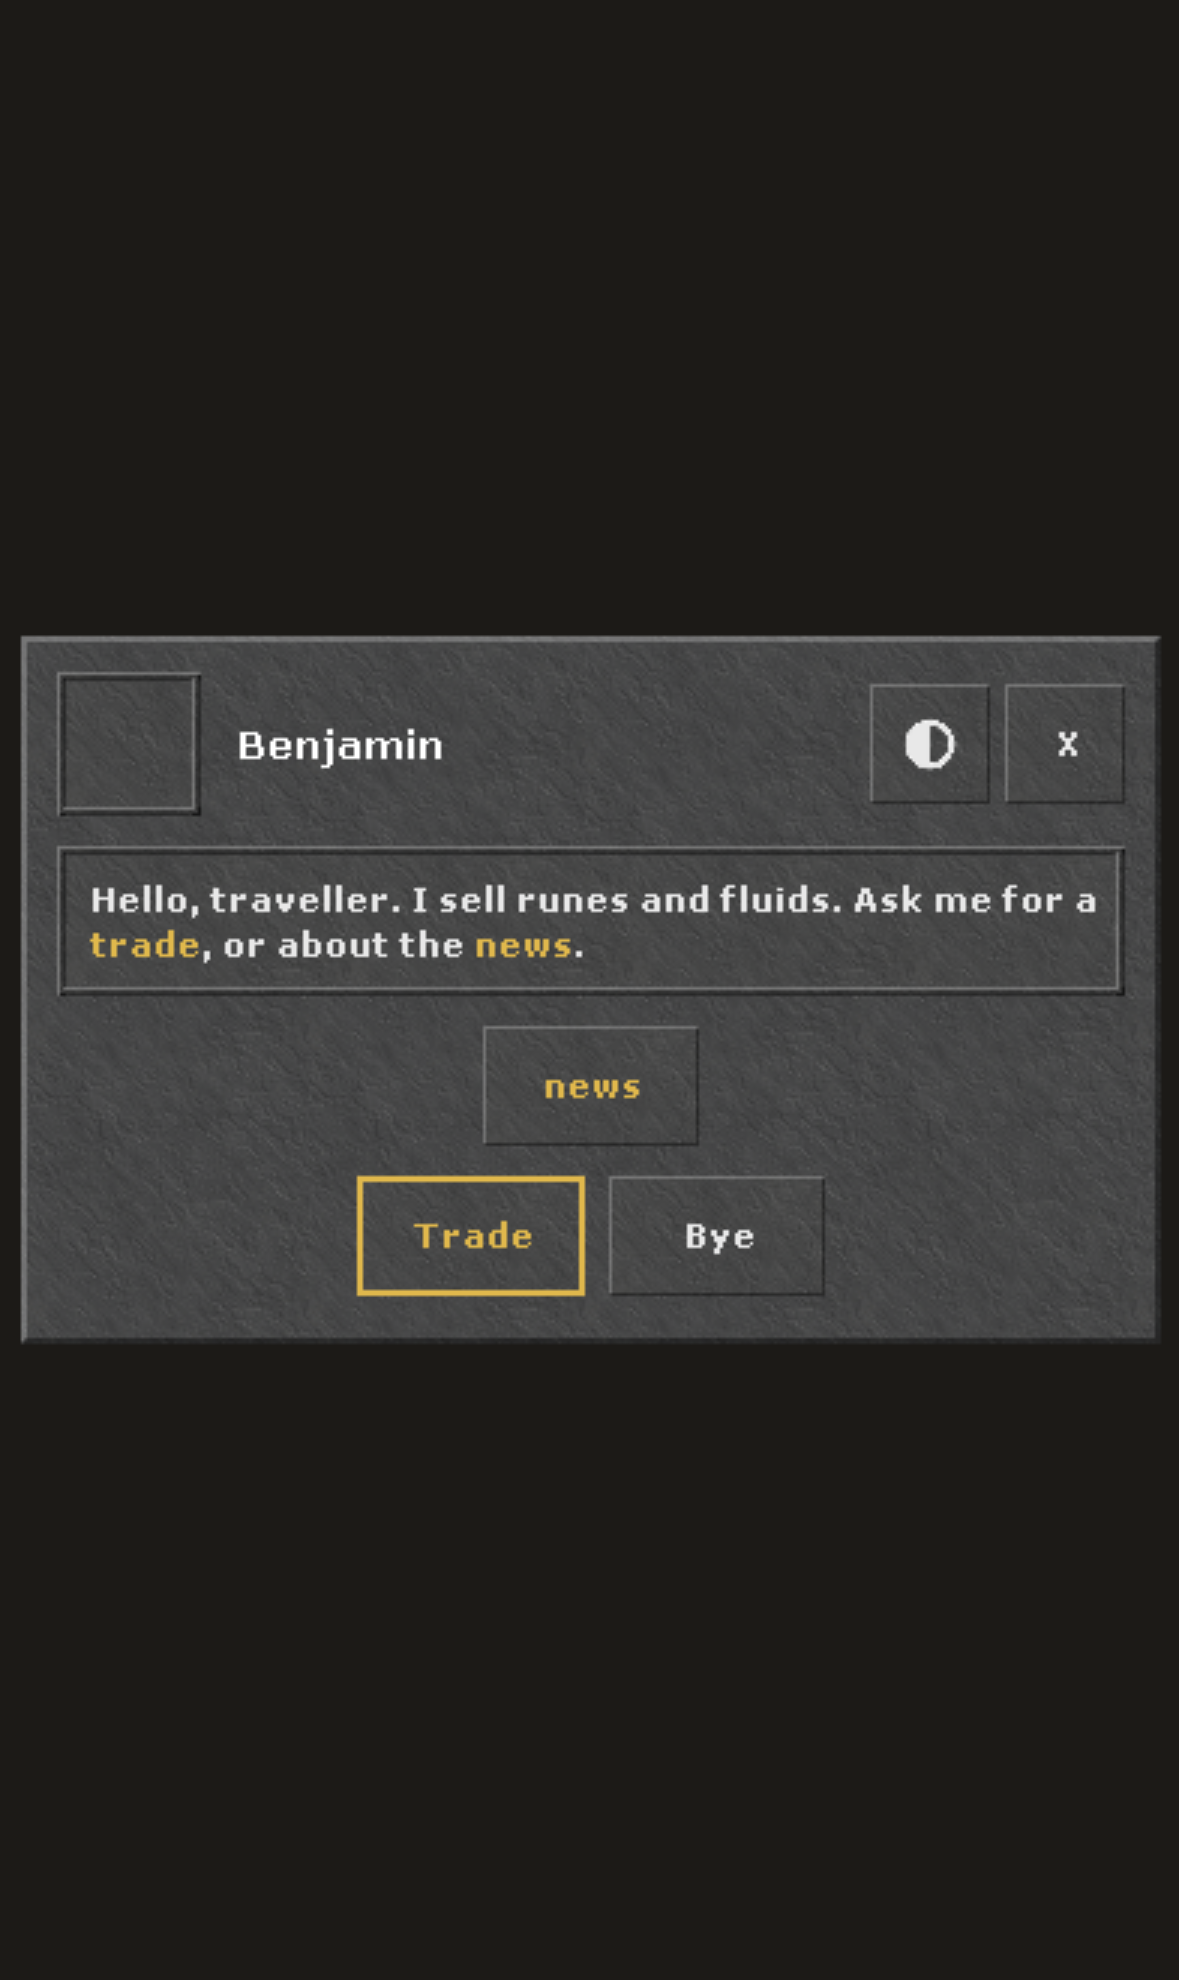 Benjamin
X
Hello, traveller. I sell runes and fluids. Ask me for a
trade, or about the news.
news
Trade
Bye